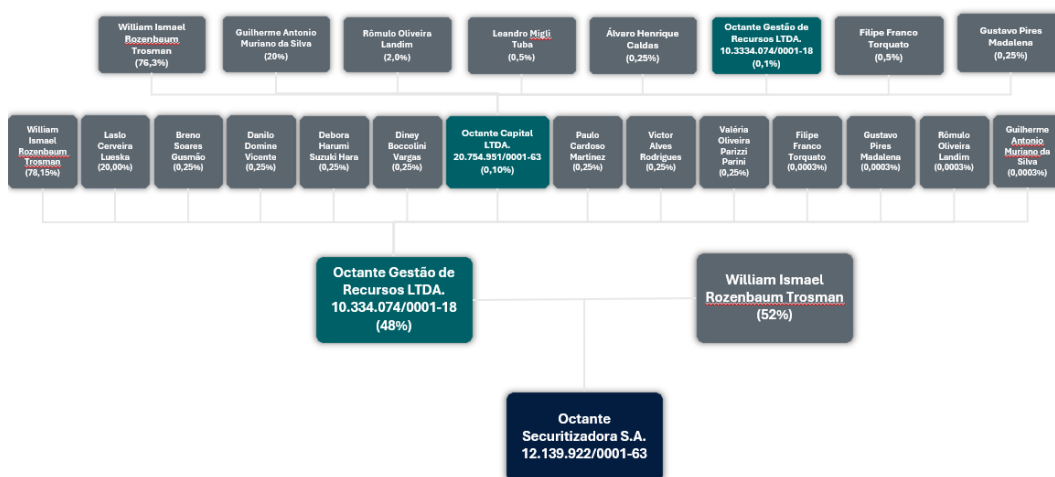 William Ismael
Rozenbaum
Trosman
(76,3%)
Guilherme Antonio
Muriano da Silva
(20%)
Rômulo Oliveira
Landim
(2,0%)
Leandro Migli
Tuba
(0,5%)
Álvaro Henrique
Caldas
(0,25%)
Octante Gestão de
Recursos LTDA.
10.3334.074/0001-18
(0,1%)
Filipe Franco
Torquato
(0,5%)
Gustavo Pires
Madalena
(0,25%)
William
Ismael
Rozenbaum
Trosman
(78,15%)
Laslo
Cerveira
Lueska
(20,00%)
Breno
Soares
Gusmão
(0,25%)
Danilo
Domine
Vicente
(0,25%)
Debora
Harumi
Suzuki Hara
(0,25%)
Diney
Boccolini
Vargas
(0,25%)
Octante Capital
LTDA.
20.754.951/0001-63
(0,10%)
Paulo
Cardoso
Martinez
(0,25%)
Victor
Alves
Rodrigues
(0,25%)
Valéria
Oliveira
Parizzi
Parini
(0,25%)
Filipe
Franco
Torquato
(0,0003%)
Gustavo
Pires
Madalena
(0,0003%)
Rômulo
Oliveira
Landim
(0,0003%)
Guilherme
Antonio
Muriano da
Silva
(0,0003%)
Octante Gestão de
Recursos LTDA.
10.334.074/0001-18
(48%)
William Ismael
Rozenbaum Trosman
(52%)
Octante
Securitizadora S.A.
12.139.922/0001-63